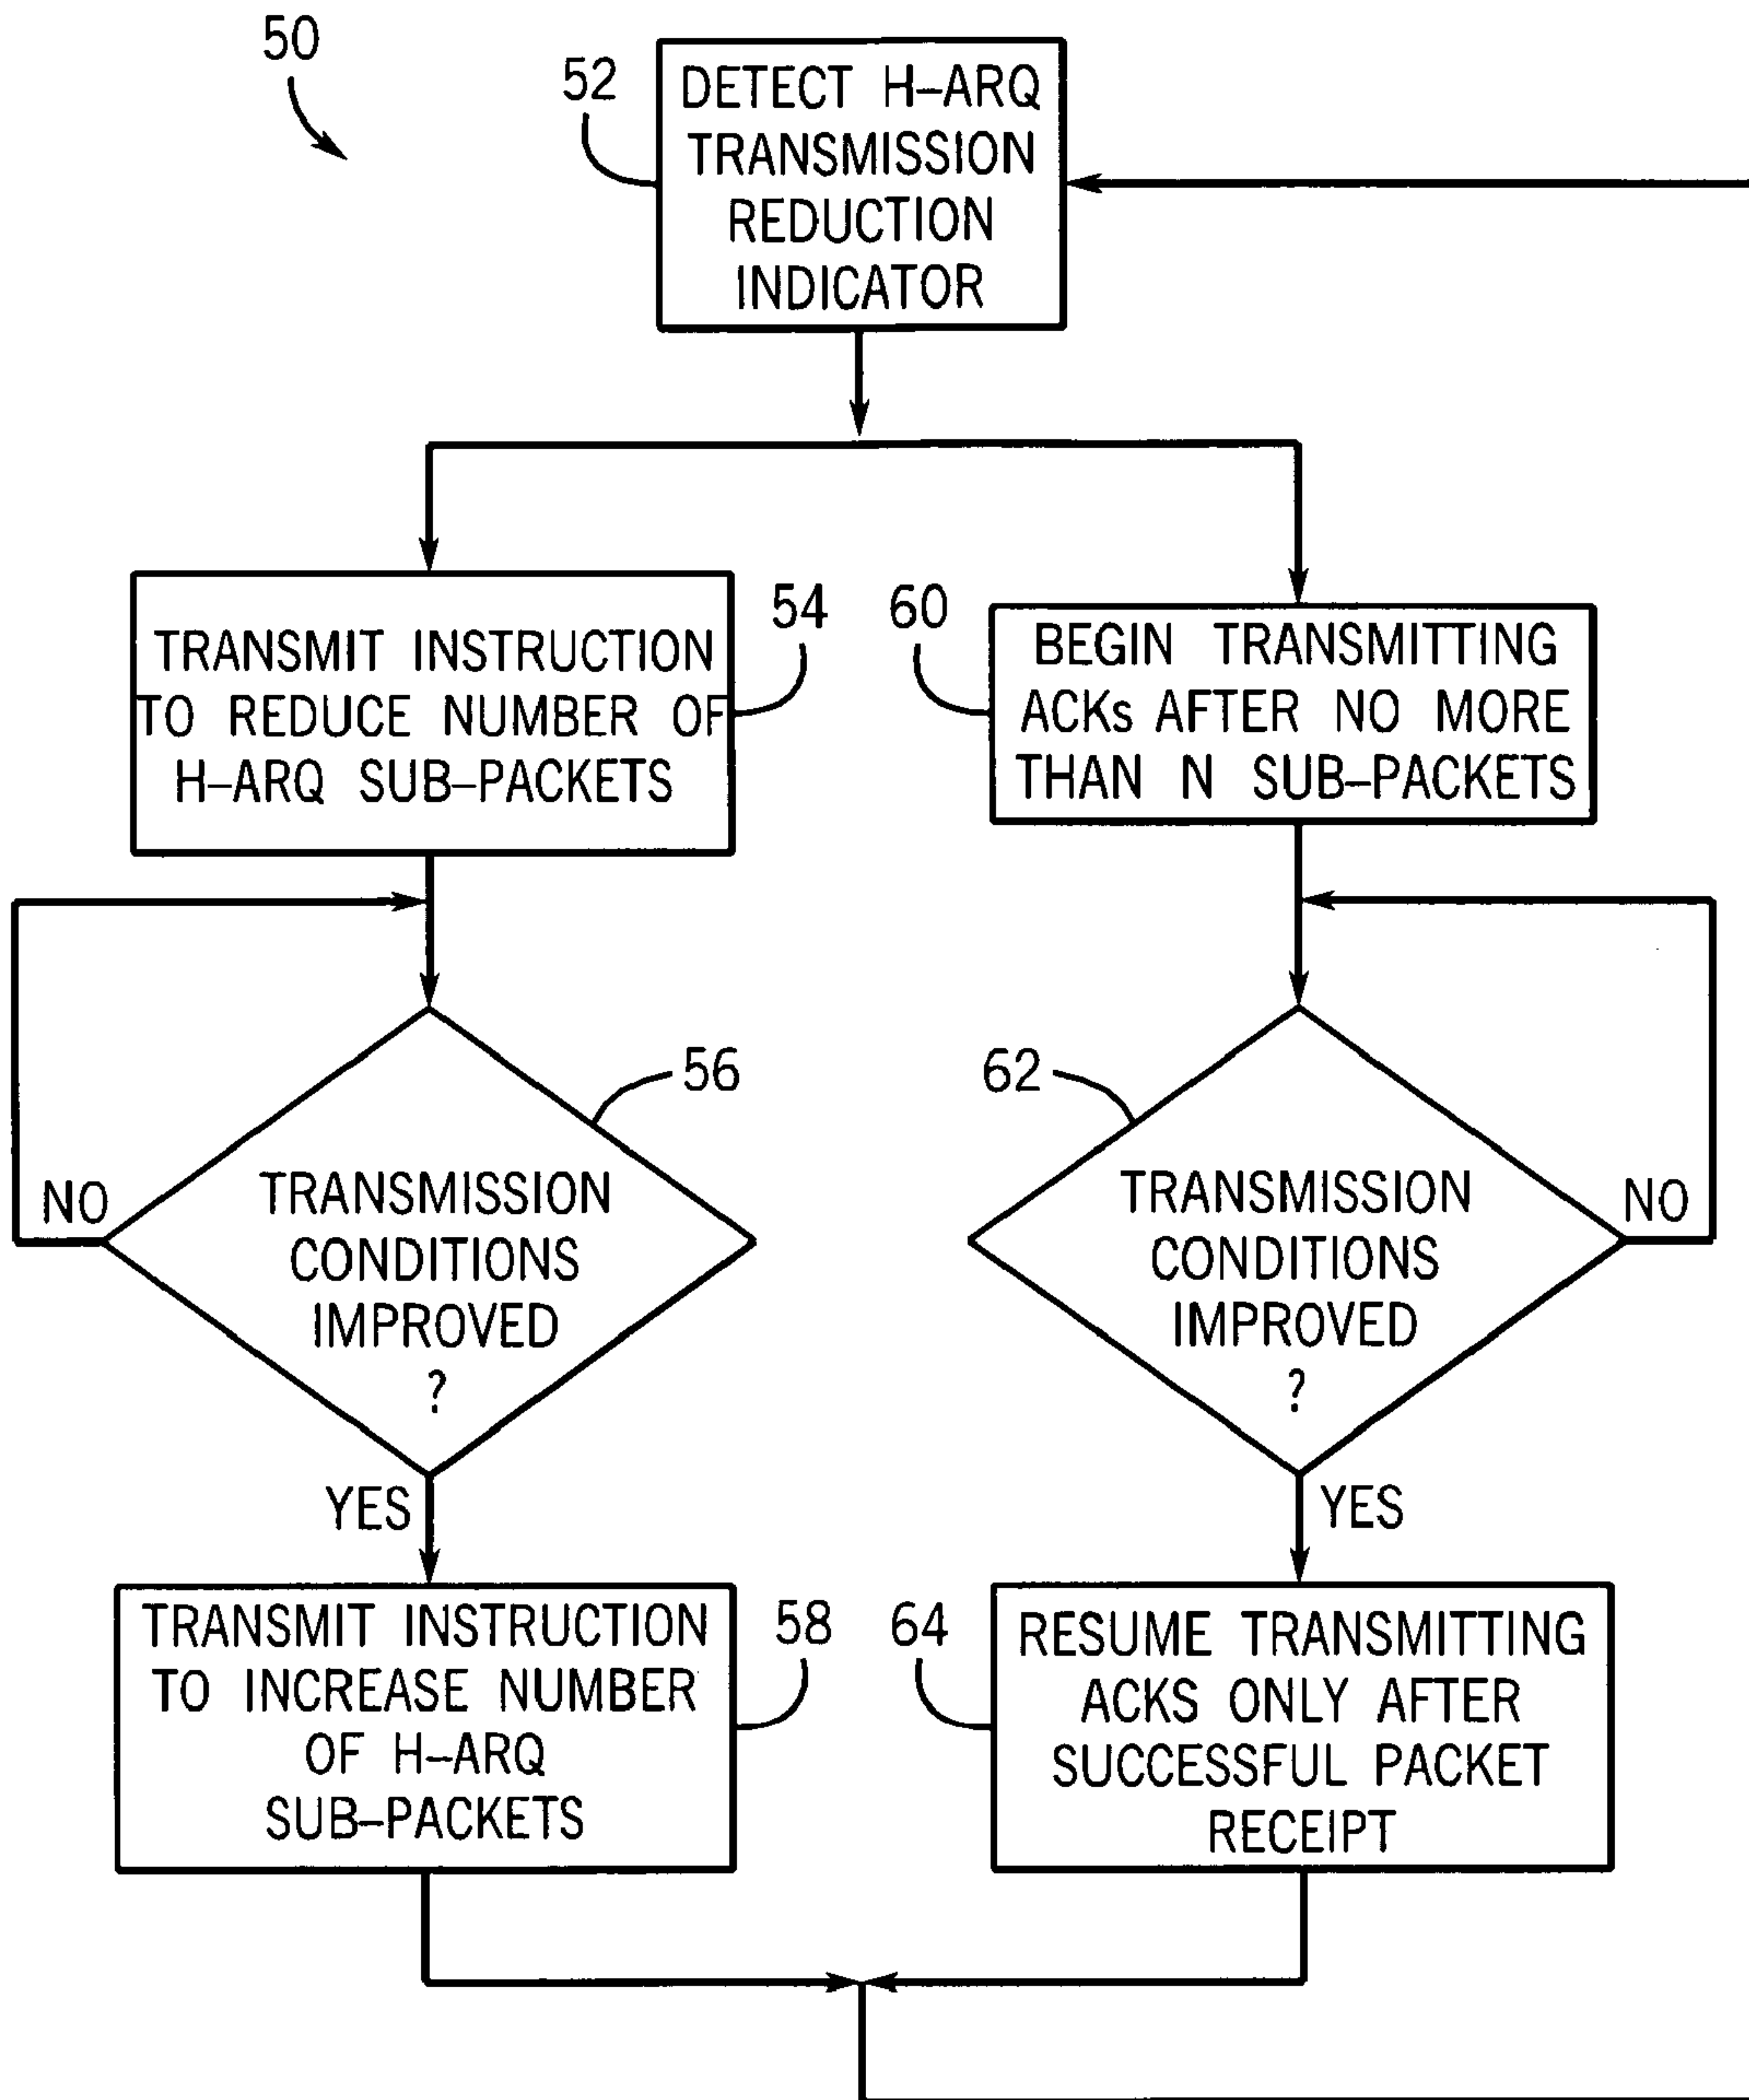 50
52
DETECT H–ARQ
TRANSMISSION
REDUCTION
INDICATOR
TRANSMIT INSTRUCTION
TO REDUCE NUMBER OF
H–ARQ SUB–PACKETS
54
60
BEGIN TRANSMITTING
ACKs AFTER NO MORE
THAN N SUB–PACKETS
56
NO
TRANSMISSION
CONDITIONS
IMPROVED
?
62
TRANSMISSION
CONDITIONS
IMPROVED
?
NO
YES
YES
TRANSMIT INSTRUCTION
TO INCREASE NUMBER
OF H–ARQ
SUB–PACKETS
58
64
RESUME TRANSMITTING
ACKS ONLY AFTER
SUCCESSFUL PACKET
RECEIPT